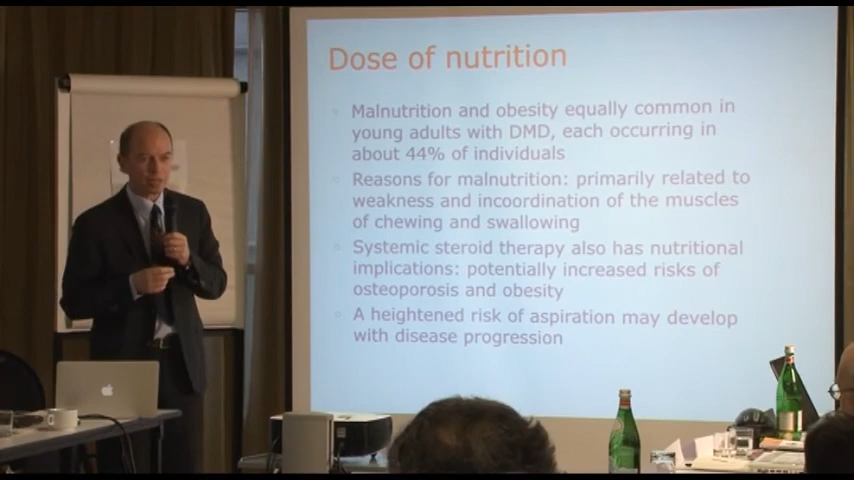 Dose of nutrition
Malnutrition and obesity equally common in
young adults with DMD, each occurring in
about 44% of individuals
Reasons for malnutrition: primarily related to
weakness and incoordination of the muscles
of chewing and swallowing
Systemic steroid therapy also has nutritional
implications: potentially increased risks of
osteoporosis and obesity
A heightened risk of aspiration may develop
with disease progression